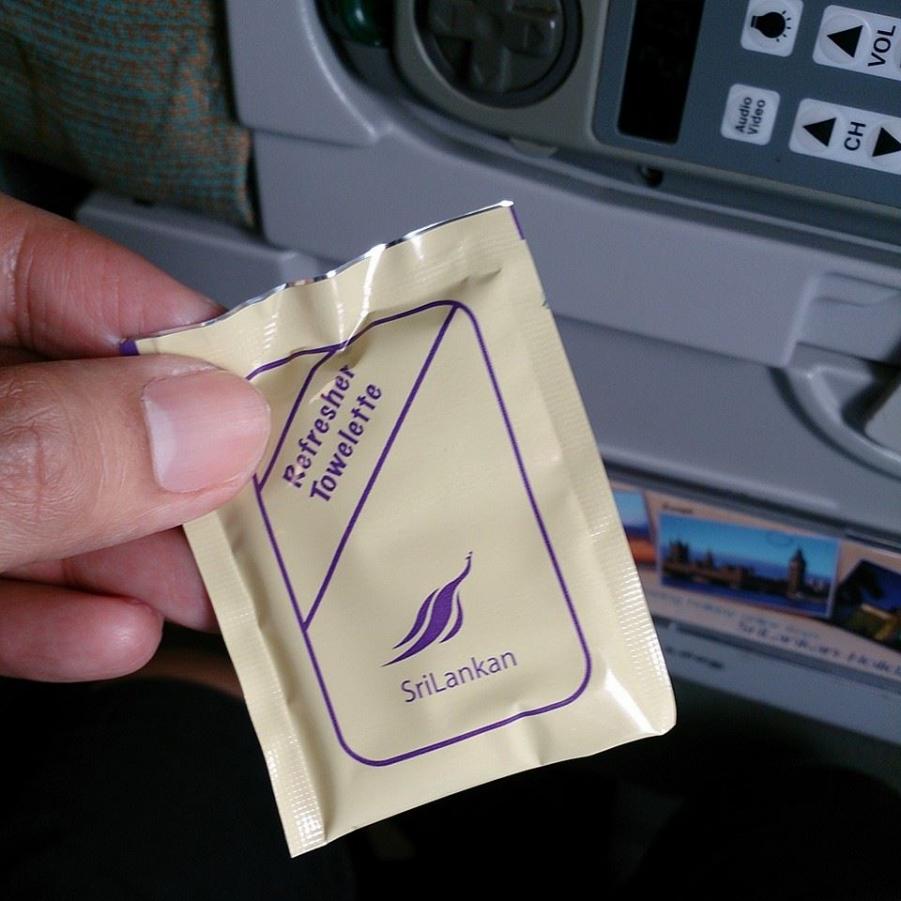 VOL
Audio
Video
CH
Refresher
Towelette
SriLankan